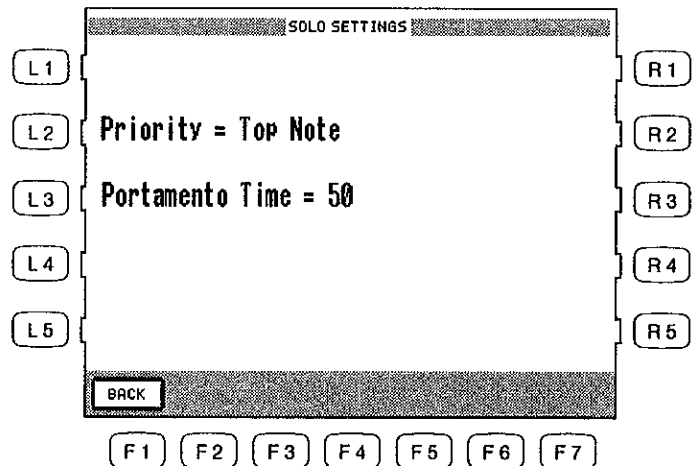 SOLO SETTINGS
L1 R1
L2 Priority = Top Note R2
L3 Portamento Time = 50 R3
L4 R4
L5 R5
BACK
F1 F2 F3 F4 F5 F6 F7